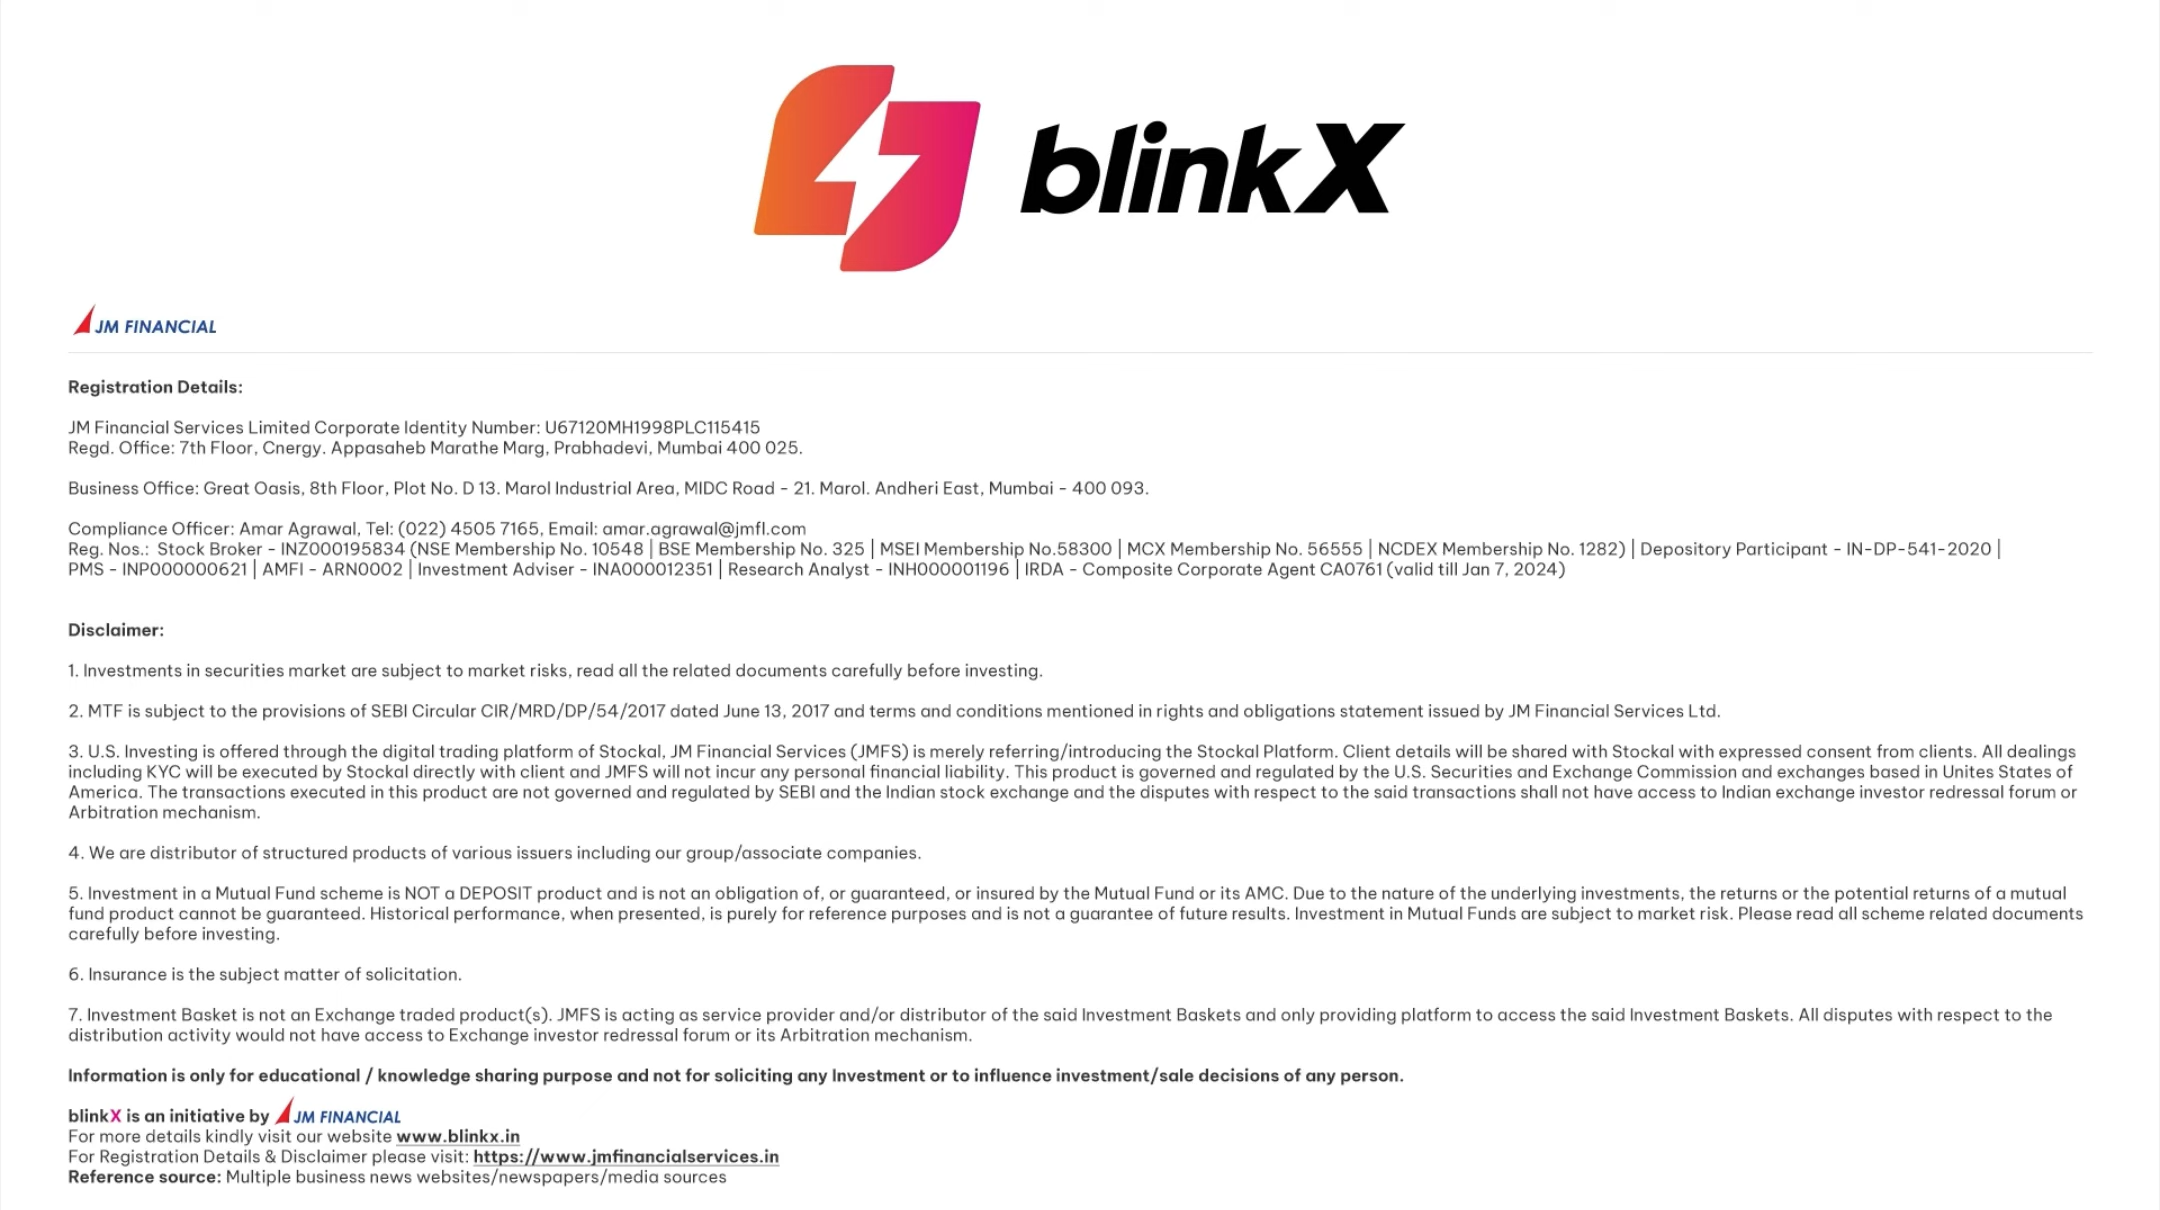 blinkX
JM FINANCIAL
Registration Details:
JM Financial Services Limited Corporate Identity Number: U67120MH1998PLC115415
Regd. Office: 7th Floor, Cnergy. Appasaheb Marathe Marg, Prabhadevi, Mumbai 400 025.
Business Office: Great Oasis, 8th Floor, Plot No. D 13. Marol Industrial Area, MIDC Road - 21. Marol. Andheri East, Mumbai - 400 093.
Compliance Officer: Amar Agrawal, Tel: (022) 4505 7165, Email: amar.agrawal@jmfl.com
Reg. Nos.: Stock Broker - INZ000195834 (NSE Membership No. 10548 | BSE Membership No. 325 | MSEI Membership No.58300 | MCX Membership No. 56555 | NCDEX Membership No. 1282) | Depository Participant - IN-DP-541-2020 |
PMS - INP000000621 | AMFI - ARN0002 | Investment Adviser - INA000012351 | Research Analyst - INH000001196 | IRDA - Composite Corporate Agent CA0761 (valid till Jan 7, 2024)
Disclaimer:
1. Investments in securities market are subject to market risks, read all the related documents carefully before investing.
2. MTF is subject to the provisions of SEBI Circular CIR/MRD/DP/54/2017 dated June 13, 2017 and terms and conditions mentioned in rights and obligations statement issued by JM Financial Services Ltd.
3. U.S. Investing is offered through the digital trading platform of Stockal, JM Financial Services (JMFS) is merely referring/introducing the Stockal Platform. Client details will be shared with Stockal with expressed consent from clients. All dealings
including KYC will be executed by Stockal directly with client and JMFS will not incur any personal financial liability. This product is governed and regulated by the U.S. Securities and Exchange Commission and exchanges based in Unites States of
America. The transactions executed in this product are not governed and regulated by SEBI and the Indian stock exchange and the disputes with respect to the said transactions shall not have access to Indian exchange investor redressal forum or
Arbitration mechanism.
4. We are distributor of structured products of various issuers including our group/associate companies.
5. Investment in a Mutual Fund scheme is NOT a DEPOSIT product and is not an obligation of, or guaranteed, or insured by the Mutual Fund or its AMC. Due to the nature of the underlying investments, the returns or the potential returns of a mutual
fund product cannot be guaranteed. Historical performance, when presented, is purely for reference purposes and is not a guarantee of future results. Investment in Mutual Funds are subject to market risk. Please read all scheme related documents
carefully before investing.
6. Insurance is the subject matter of solicitation.
7. Investment Basket is not an Exchange traded product(s). JMFS is acting as service provider and/or distributor of the said Investment Baskets and only providing platform to access the said Investment Baskets. All disputes with respect to the
distribution activity would not have access to Exchange investor redressal forum or its Arbitration mechanism.
Information is only for educational / knowledge sharing purpose and not for soliciting any Investment or to influence investment/sale decisions of any person.
blinkX is an initiative by JM FINANCIAL
For more details kindly visit our website www.blinkx.in
For Registration Details & Disclaimer please visit: https://www.jmfinancialservices.in
Reference source: Multiple business news websites/newspapers/media sources